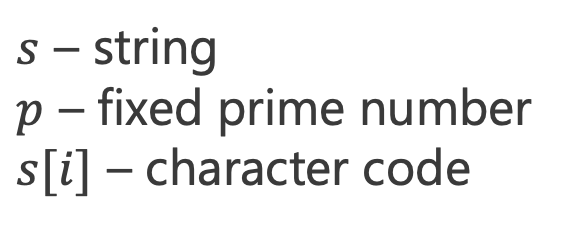 s – string
p – fixed prime number
s[i] – character code